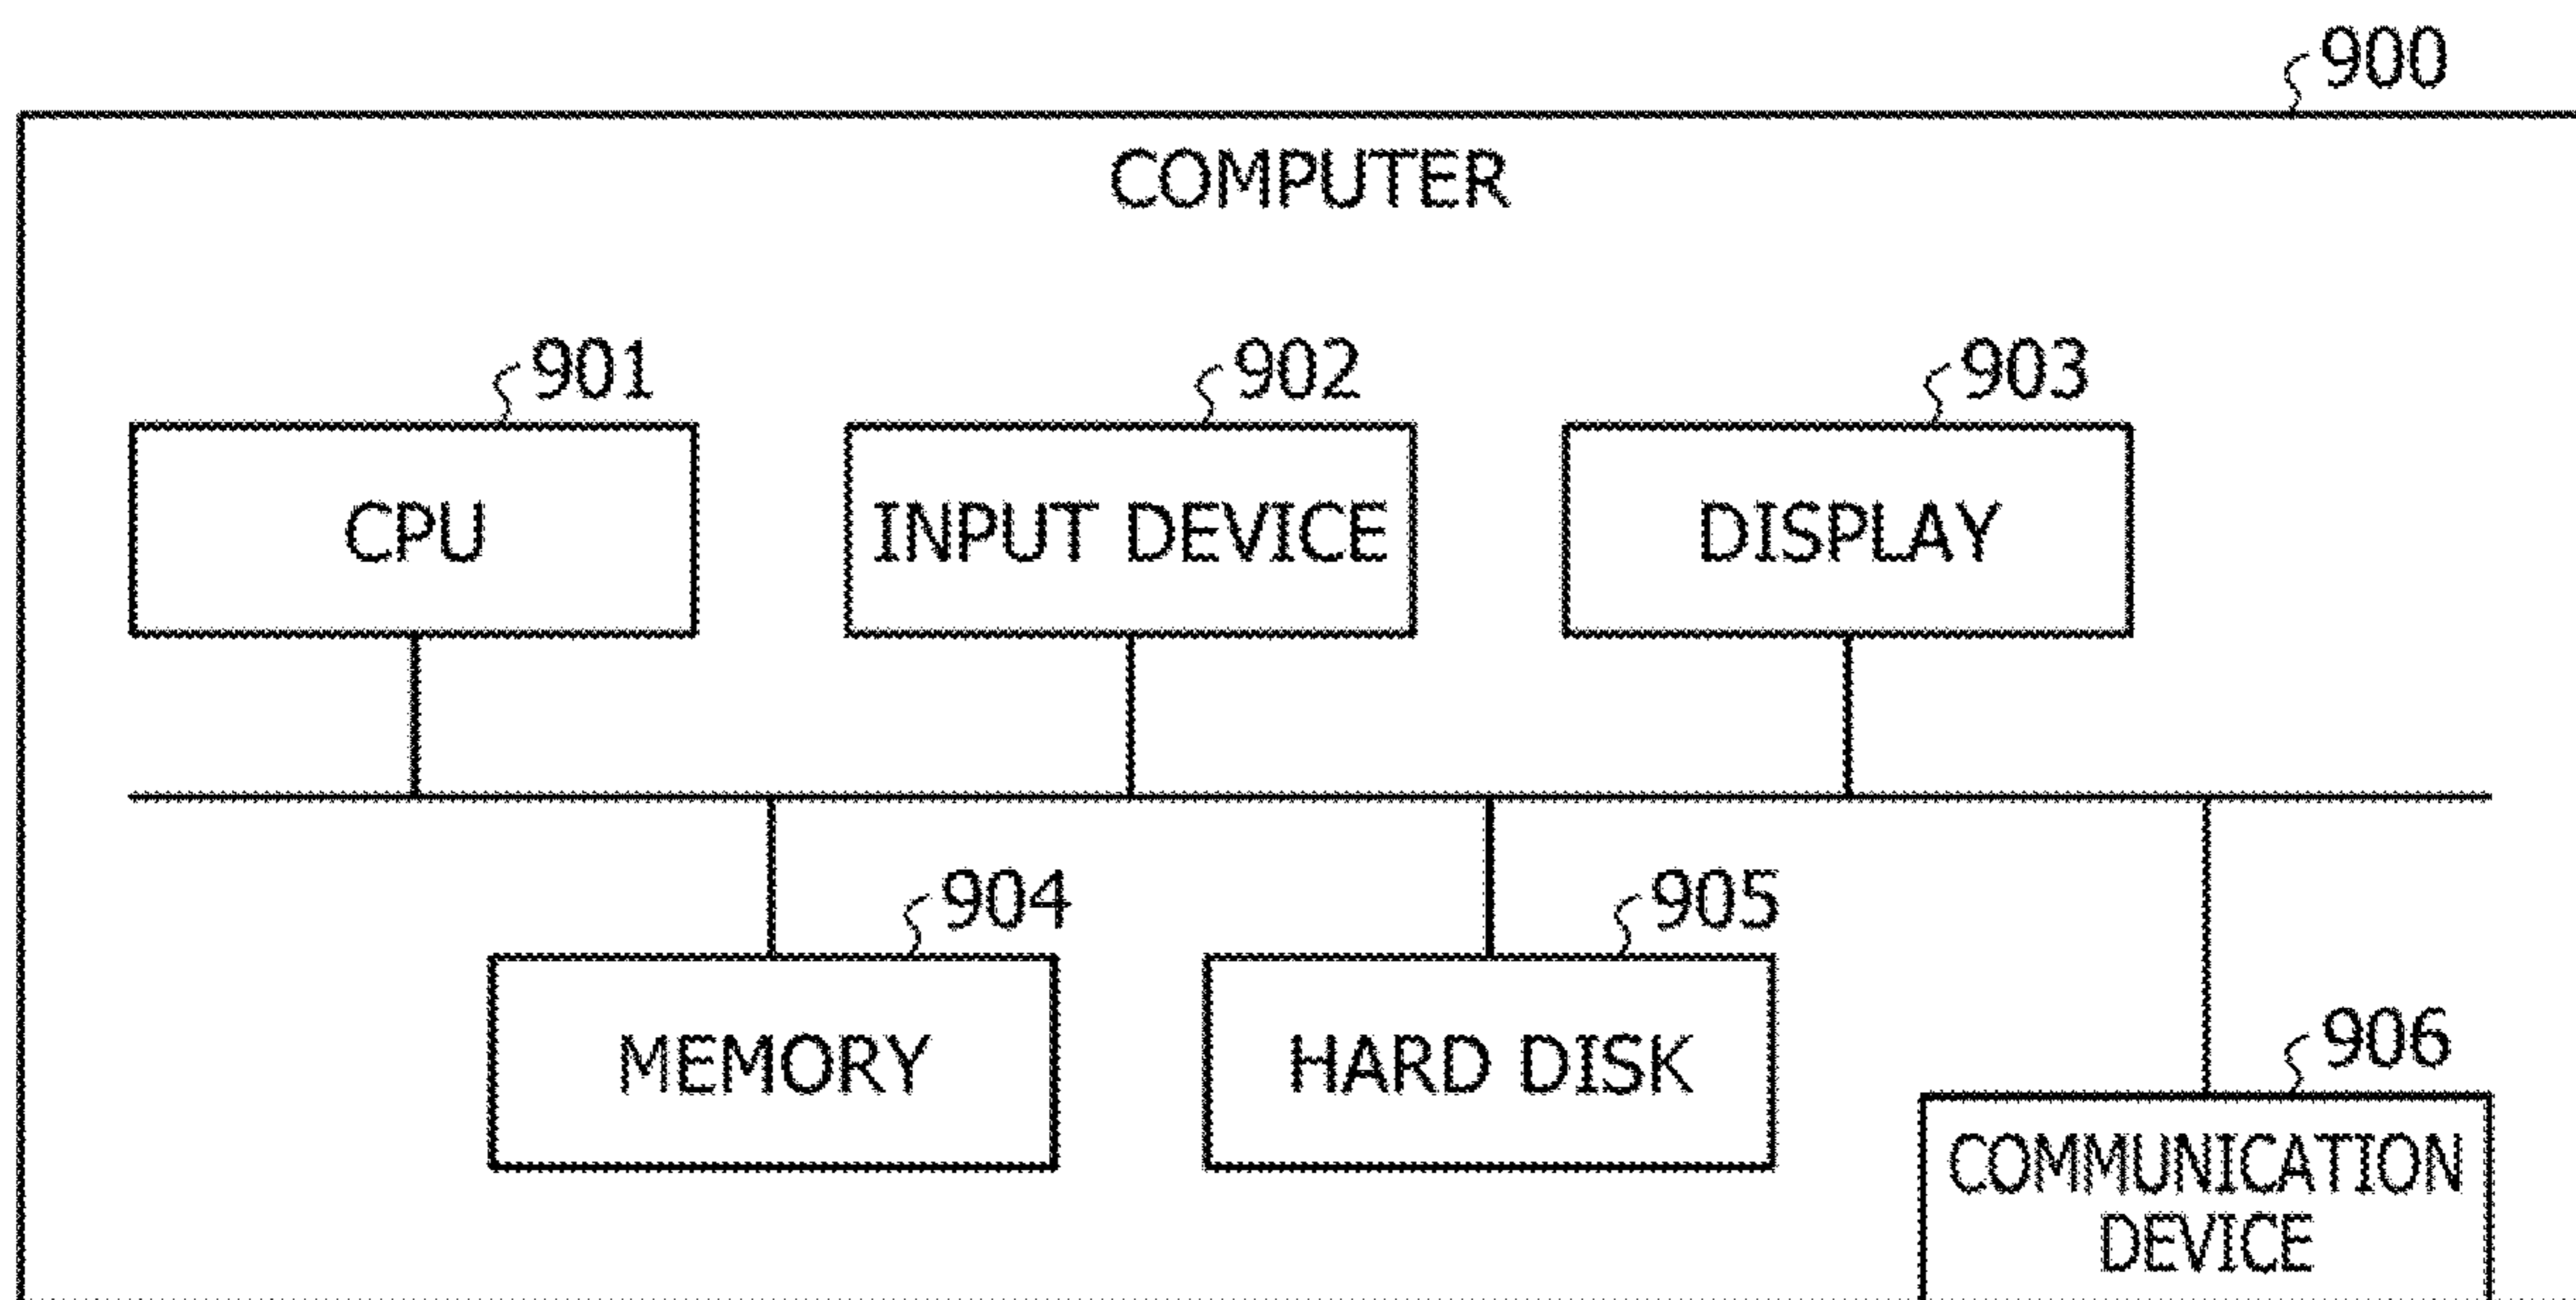 900
COMPUTER
901
902
903
CPU
INPUT DEVICE
DISPLAY
904
905
MEMORY
HARD DISK
906
COMMUNICATION
DEVICE